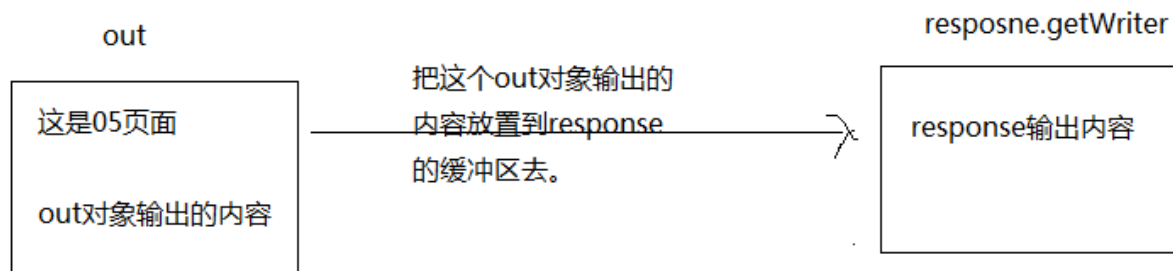 out
resposne.getWriter
把这个out对象输出的
内容放置到response
的缓冲区去。
这是05页面
response输出内容
out对象输出的内容